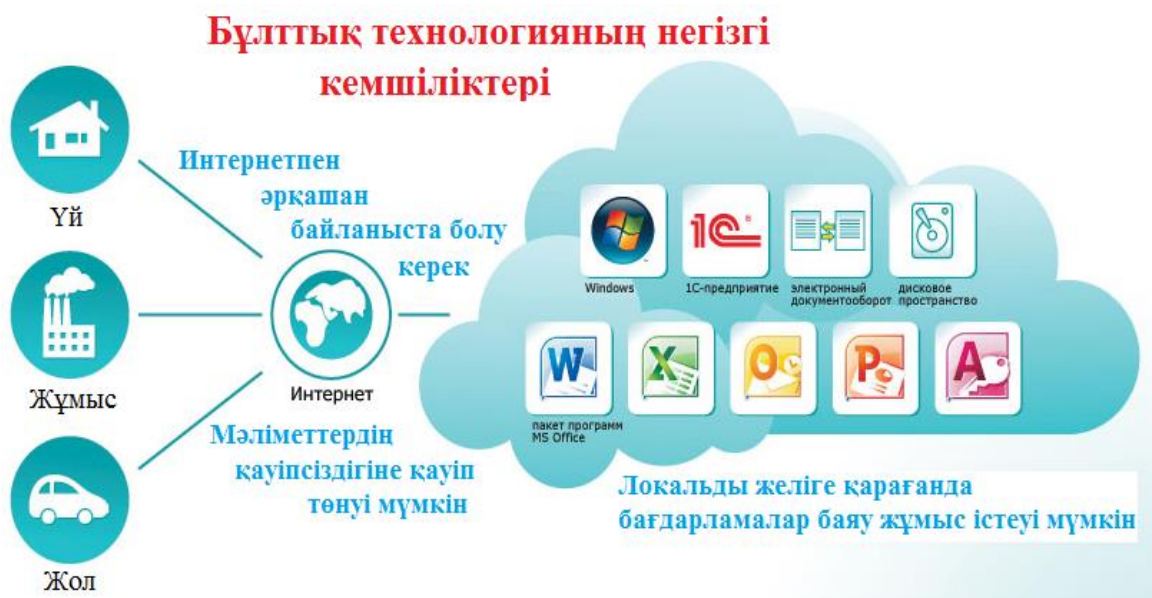 Бұлттық технологияның негізгі
кемшіліктері
Үй
Интернетпен
әрқашан
байланыста болу
керек
Жұмыс
Интернет
Жол
Мәліметтердің
қауіпсіздігіне қауіп
төнуі мүмкін
Windows
1С
1С-предприятие
электронный
документооборот
дисковое
пространство
W
X
O
P
A
пакет программ
MS Office
Локальды желіге қарағанда
бағдарламалар баяу жұмыс істеуі мүмкін